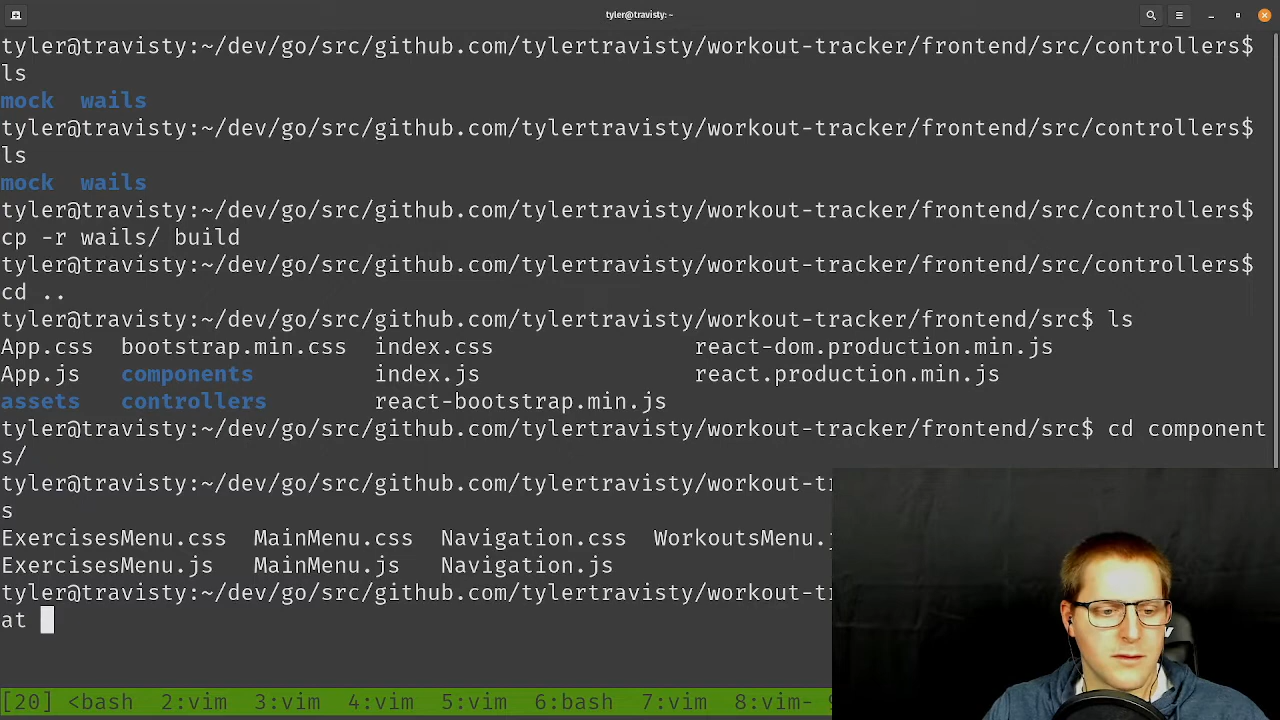 tyler@travisty: ~
tyler@travisty:~/dev/go/src/github.com/tylertravisty/workout-tracker/frontend/src/controllers$
ls
mock wails
tyler@travisty:~/dev/go/src/github.com/tylertravisty/workout-tracker/frontend/src/controllers$
ls
mock wails
tyler@travisty:~/dev/go/src/github.com/tylertravisty/workout-tracker/frontend/src/controllers$
cp -r wails/ build
tyler@travisty:~/dev/go/src/github.com/tylertravisty/workout-tracker/frontend/src/controllers$
cd ..
tyler@travisty:~/dev/go/src/github.com/tylertravisty/workout-tracker/frontend/src$ ls
App.css bootstrap.min.css index.css react-dom.production.min.js
App.js components index.js react.production.min.js
assets controllers react-bootstrap.min.js
tyler@travisty:~/dev/go/src/github.com/tylertravisty/workout-tracker/frontend/src$ cd component
s/
tyler@travisty:~/dev/go/src/github.com/tylertravisty/workout-t
s
ExercisesMenu.css MainMenu.css Navigation.css WorkoutsMenu.
ExercisesMenu.js MainMenu.js Navigation.js
tyler@travisty:~/dev/go/src/github.com/tylertravisty/workout-t
at
[20] <bash 2:vim 3:vim 4:vim 5:vim 6:bash 7:vim 8:vim-